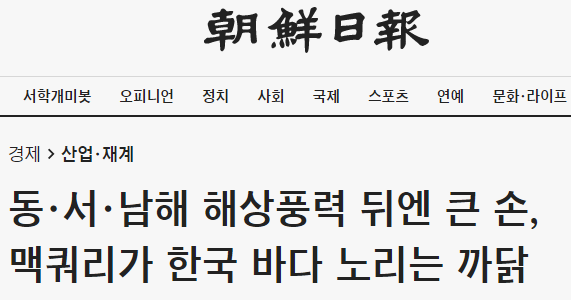 朝鮮日報
서학개미봇 오피니언 정치 사회 국제 스포츠 연예 문화·라이프
경제 > 산업·재계
동·서·남해 해상풍력 뒤엔 큰 손,
맥쿼리가 한국 바다 노리는 까닭